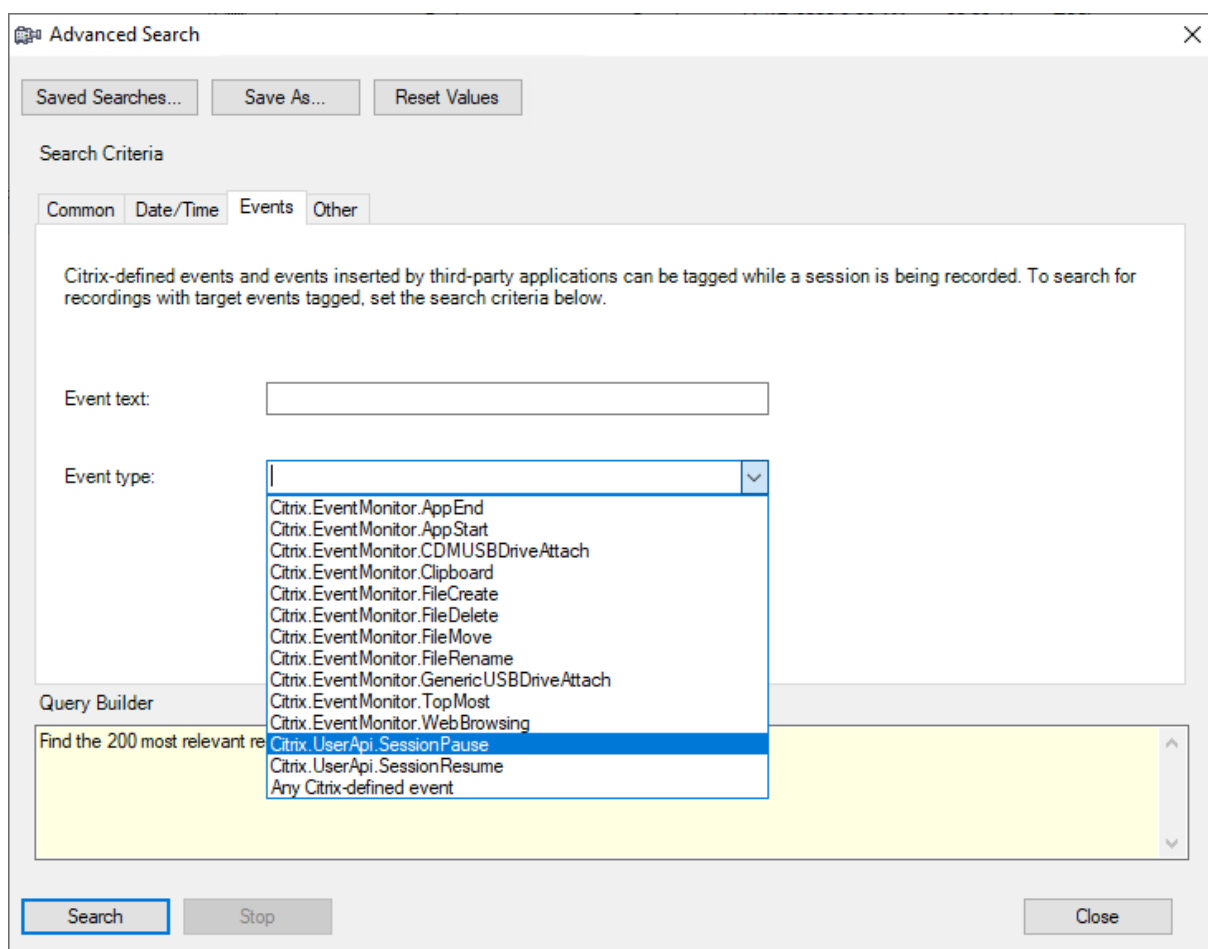 Advanced Search
Saved Searches...
Save As...
Reset Values
Search Criteria
Common
Date/Time
Events
Other
Citrix-defined events and events inserted by third-party applications can be tagged while a session is being recorded. To search for
recordings with target events tagged, set the search criteria below.
Event text:
Event type:
Citrix.EventMonitor.AppEnd
Citrix.EventMonitor.AppStart
Citrix.EventMonitor.CDMUSBDriveAttach
Citrix.EventMonitor.Clipboard
Citrix.EventMonitor.FileCreate
Citrix.EventMonitor.FileDelete
Citrix.EventMonitor.FileMove
Citrix.EventMonitor.FileRename
Citrix.EventMonitor.GenericUSBDriveAttach
Citrix.EventMonitor.TopMost
Citrix.EventMonitor.WebBrowsing
Citrix.UserApi.SessionPause
Citrix.UserApi.SessionResume
Any Citrix-defined event
Query Builder
Find the 200 most relevant re
Search
Stop
Close